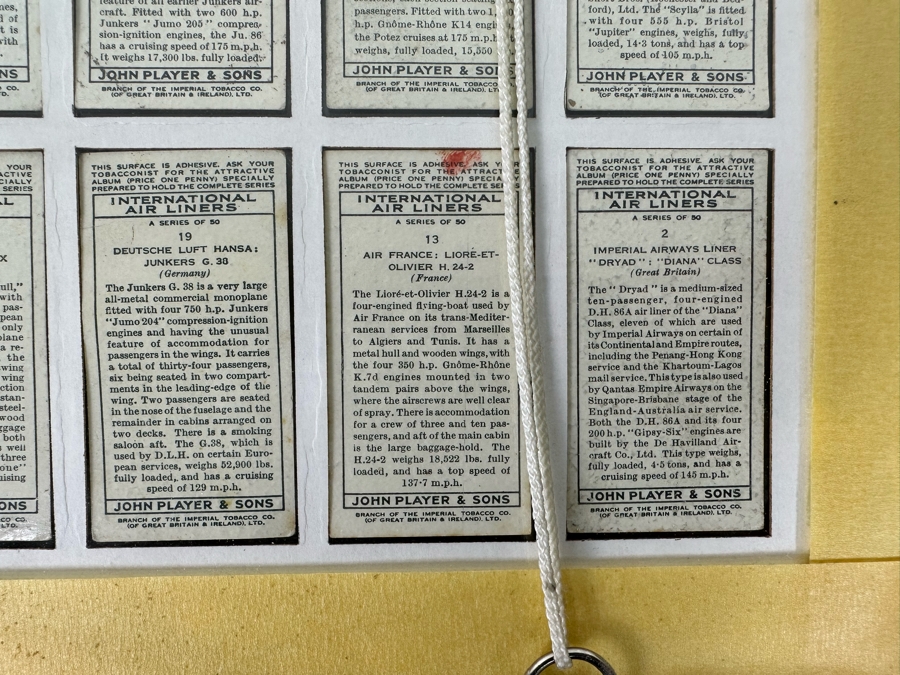 feature of all earlier Junkers air-
craft. Fitted with two 600 h.p.
Junkers "Jumo 205" compres-
sion-ignition engines, the Ju. 86
has a cruising speed of 175 m.p.h.
It weighs 17,300 lbs. fully loaded.
JOHN PLAYER & SONS
BRANCH OF THE IMPERIAL TOBACCO CO.
(OF GREAT BRITAIN & IRELAND), LTD.
passengers. Fitted with two
h.p. Gnôme-Rhône K14
the Potez cruises at 175 m.p.h.
weighs, fully loaded, 15,550
JOHN PLAYER & SONS
BRANCH OF THE IMPERIAL TOBACCO CO.
(OF GREAT BRITAIN & IRELAND), LTD.
ford), Ltd. The "Scylla" is fitted
with four 555 h.p. Bristol
"Jupiter" engines, weighs, fully
loaded, 14·3 tons, and has a top
speed of 105 m.p.h.
JOHN PLAYER & SONS
BRANCH OF THE IMPERIAL TOBACCO CO.
(OF GREAT BRITAIN & IRELAND), LTD.
THIS SURFACE IS ADHESIVE. ASK YOUR
TOBACCONIST FOR THE ATTRACTIVE
ALBUM (PRICE ONE PENNY) SPECIALLY
PREPARED TO HOLD THE COMPLETE SERIES
INTERNATIONAL
AIR LINERS
A SERIES OF 50
19
DEUTSCHE LUFT HANSA:
JUNKERS G. 38
(Germany)
The Junkers G. 38 is a very large
all-metal commercial monoplane
fitted with four 750 h.p. Junkers
"Jumo 204" compression-ignition
engines and having the unusual
feature of accommodation for
passengers in the wings. It carries
a total of thirty-four passengers,
six being seated in two compart-
ments in the leading-edge of the
wing. Two passengers are seated
in the nose of the fuselage and the
remainder in cabins arranged on
two decks. There is a smoking
saloon aft. The G.38, which is
used by D.L.H. on certain Euro-
pean services, weighs 52,900 lbs.
fully loaded, and has a cruising
speed of 129 m.p.h.
JOHN PLAYER & SONS
BRANCH OF THE IMPERIAL TOBACCO CO.
(OF GREAT BRITAIN & IRELAND), LTD.
THIS SURFACE IS ADHESIVE. ASK
TOBACCONIST FOR THE
ALBUM (PRICE ONE PENNY) SPECIALLY
PREPARED TO HOLD THE COMPLETE
INTERNATIONAL
AIR LINERS
A SERIES OF 50
13
AIR FRANCE: LIORÉ-ET-
OLIVIER H. 24-2
(France)
The Lioré-et-Olivier H.24-2 is a
four-engined flying-boat used by
Air France on its trans-Mediter-
ranean services from Marseilles
to Algiers and Tunis. It has a
metal hull and wooden wings, with
the four 350 h.p. Gnôme-Rhône
K.7d engines mounted in two
tandem pairs above the wings,
where the airscrews are well clear
of spray. There is accommodation
for a crew of three and ten pas-
sengers, and aft of the main cabin
is the large baggage-hold. The
H.24-2 weighs 18,522 lbs. fully
loaded, and has a top speed of
137·7 m.p.h.
JOHN PLAYER & SONS
BRANCH OF THE IMPERIAL TOBACCO CO.
(OF GREAT BRITAIN & IRELAND), LTD.
THIS SURFACE IS ADHESIVE. ASK YOUR
TOBACCONIST FOR THE ATTRACTIVE
ALBUM (PRICE ONE PENNY) SPECIALLY
PREPARED TO HOLD THE COMPLETE SERIES
INTERNATIONAL
AIR LINERS
A SERIES OF 50
2
IMPERIAL AIRWAYS LINER
"DRYAD": "DIANA" CLASS
(Great Britain)
The "Dryad" is a medium-sized
ten-passenger, four-engined
D.H. 86A air liner of the "Diana"
Class, eleven of which are used
by Imperial Airways on certain of
its Continental and Empire routes,
including the Penang-Hong Kong
service and the Khartoum-Lagos
mail service. This type is also used
by Qantas Empire Airways on the
Singapore-Brisbane stage of the
England-Australia air service.
Both the D.H. 86A and its four
200 h.p. "Gipsy-Six" engines are
built by the De Havilland Air-
craft Co., Ltd. This type weighs,
fully loaded, 4·5 tons, and has a
cruising speed of 145 m.p.h.
JOHN PLAYER & SONS
BRANCH OF THE IMPERIAL TOBACCO CO.
(OF GREAT BRITAIN & IRELAND), LTD.